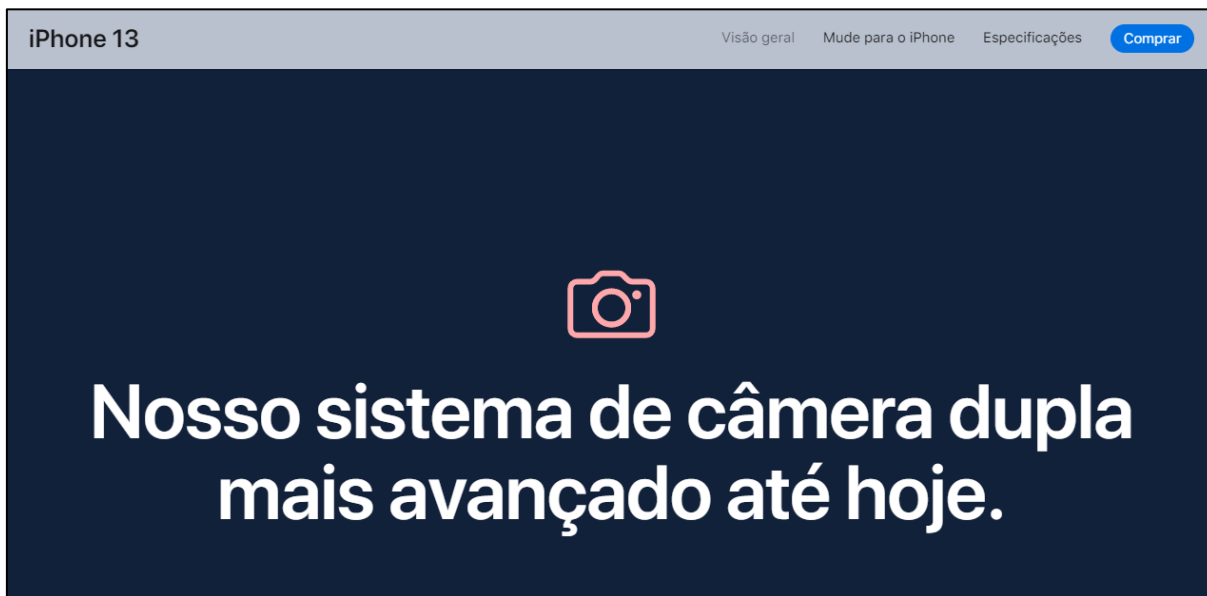 iPhone 13
Visão geral
Mude para o iPhone
Especificações
Comprar
Nosso sistema de câmera dupla
mais avançado até hoje.